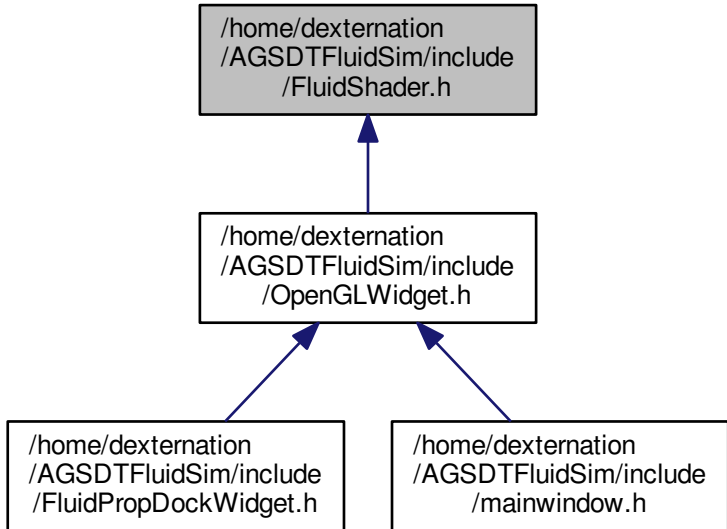 /home/dexternation
/AGSDTFluidSim/include
/FluidShader.h
/home/dexternation
/AGSDTFluidSim/include
/OpenGLWidget.h
/home/dexternation
/AGSDTFluidSim/include
/FluidPropDockWidget.h
/home/dexternation
/AGSDTFluidSim/include
/mainwindow.h